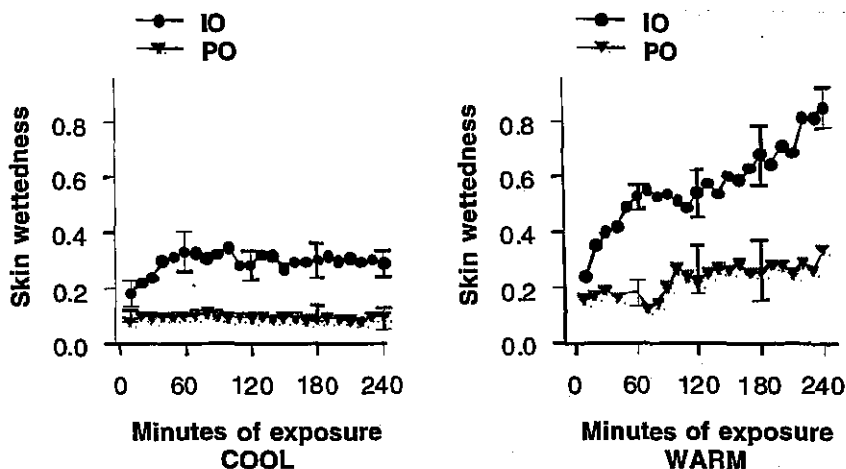 IO
PO
Skin wettedness
0.8
0.6
0.4
0.2
0.0
0 60 120 180 240
Minutes of exposure
COOL
IO
PO
Skin wettedness
0.8
0.6
0.4
0.2
0.0
0 60 120 180 240
Minutes of exposure
WARM